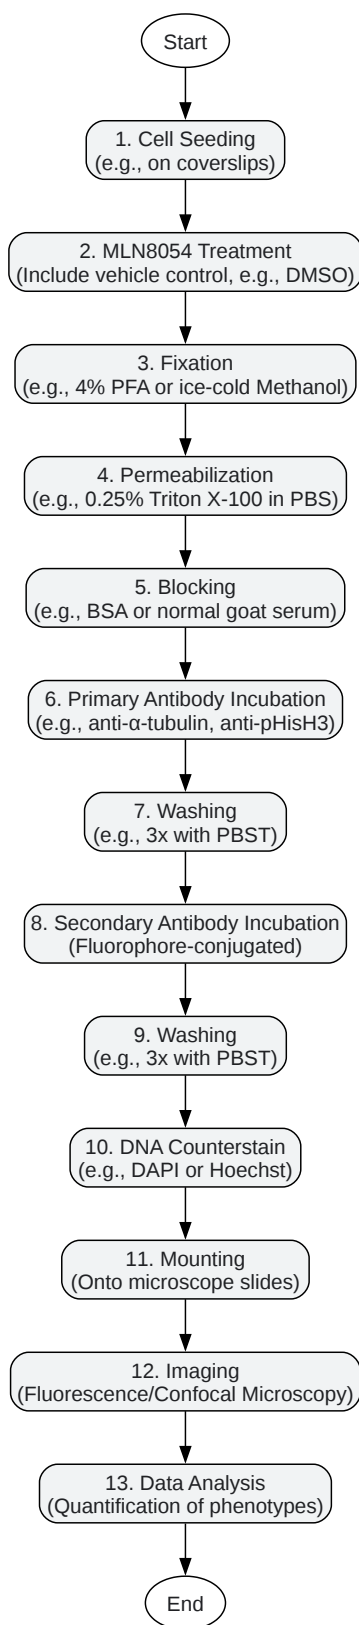 Start
1. Cell Seeding
(e.g., on coverslips)
2. MLN8054 Treatment
(Include vehicle control, e.g., DMSO)
3. Fixation
(e.g., 4% PFA or ice-cold Methanol)
4. Permeabilization
(e.g., 0.25% Triton X-100 in PBS)
5. Blocking
(e.g., BSA or normal goat serum)
6. Primary Antibody Incubation
(e.g., anti-α-tubulin, anti-pHisH3)
7. Washing
(e.g., 3x with PBST)
8. Secondary Antibody Incubation
(Fluorophore-conjugated)
9. Washing
(e.g., 3x with PBST)
10. DNA Counterstain
(e.g., DAPI or Hoechst)
11. Mounting
(Onto microscope slides)
12. Imaging
(Fluorescence/Confocal Microscopy)
13. Data Analysis
(Quantification of phenotypes)
End